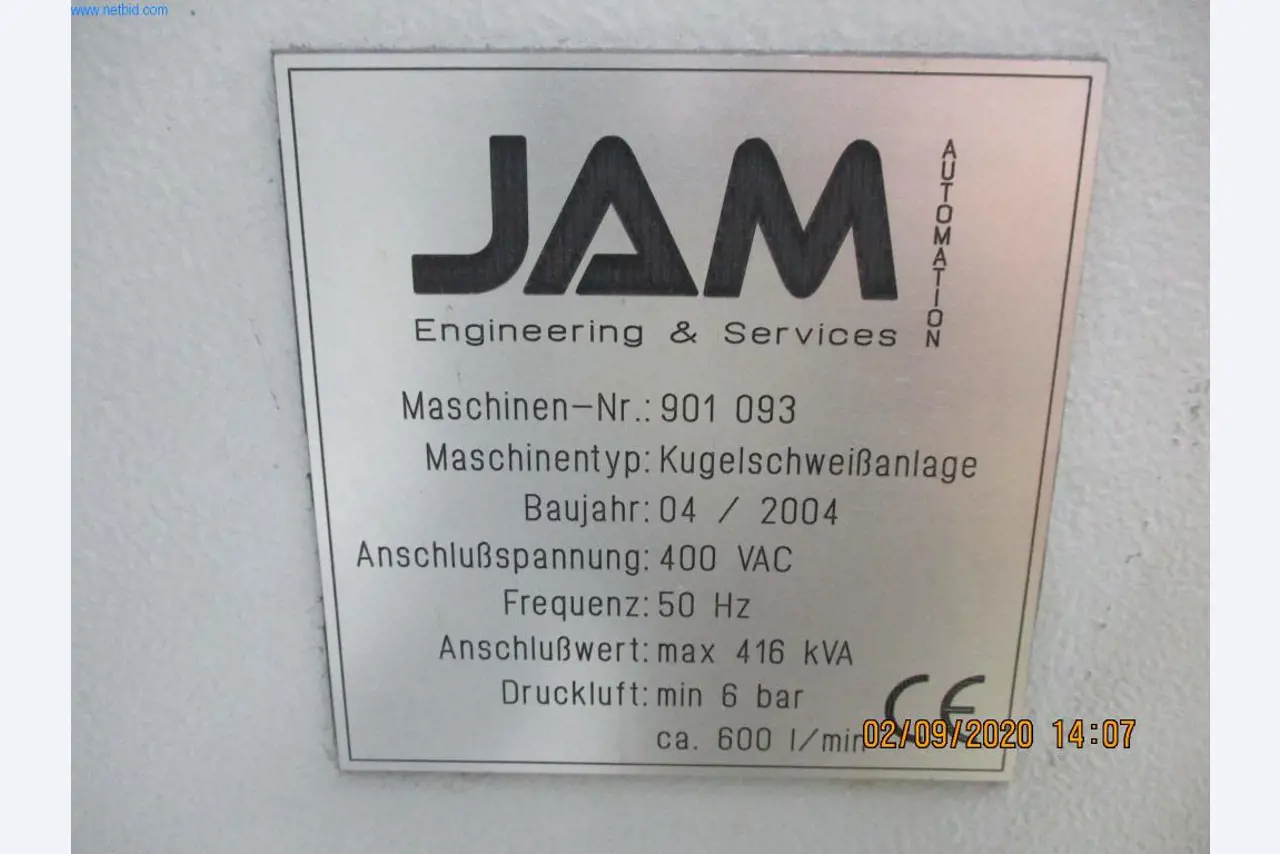 www.netbid.com
JAM
AUTOMATION
Engineering & Services
Maschinen-Nr.: 901 093
Maschinentyp: Kugelschweißanlage
Baujahr: 04 / 2004
Anschlußspannung: 400 VAC
Frequenz: 50 Hz
Anschlußwert: max 416 kVA
Druckluft: min 6 bar
ca. 600 l/min
CE
02/09/2020 14:07